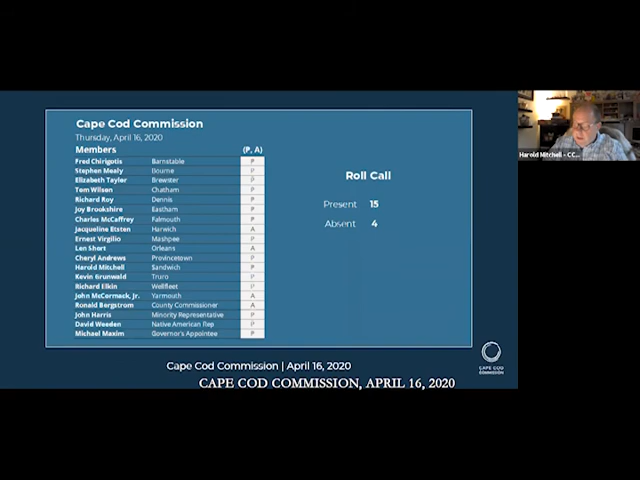 Cape Cod Commission
Thursday, April 16, 2020
Members (P, A)
Fred Chirigotis Barnstable P
Stephen Mealy Bourne P
Elizabeth Taylor Brewster P
Tom Wilson Chatham P
Richard Roy Dennis P
Joy Brookshire Eastham P
Charles McCaffrey Falmouth P
Jacqueline Etsten Harwich A
Ernest Virgilio Mashpee P
Len Short Orleans A
Cheryl Andrews Provincetown P
Harold Mitchell Sandwich P
Kevin Grunwald Truro P
Richard Elkin Wellfleet P
John McCormack, Jr. Yarmouth A
Ronald Bergstrom County Commissioner A
John Harris Minority Representative P
David Weeden Native American Rep P
Michael Maxim Governor's Appointee P
Roll Call
Present 15
Absent 4
Harold Mitchell - CC...
CAPE COD
COMMISSION
Cape Cod Commission | April 16, 2020
CAPE COD COMMISSION, APRIL 16, 2020